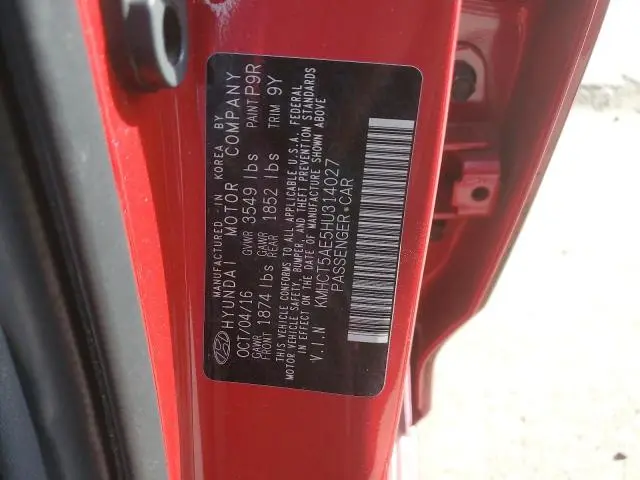 MANUFACTURED IN KOREA BY
HYUNDAI MOTOR COMPANY
OCT/04/16 GVWR 3549 lbs PAINT P9R
GAWR FRONT 1874 lbs GAWR REAR 1852 lbs TRIM 9Y
THIS VEHICLE CONFORMS TO ALL APPLICABLE U.S.A. FEDERAL
MOTOR VEHICLE SAFETY, BUMPER, AND THEFT PREVENTION STANDARDS
IN EFFECT ON THE DATE OF MANUFACTURE SHOWN ABOVE
V.I.N KMHCT5AE5HU314027
PASSENGER CAR